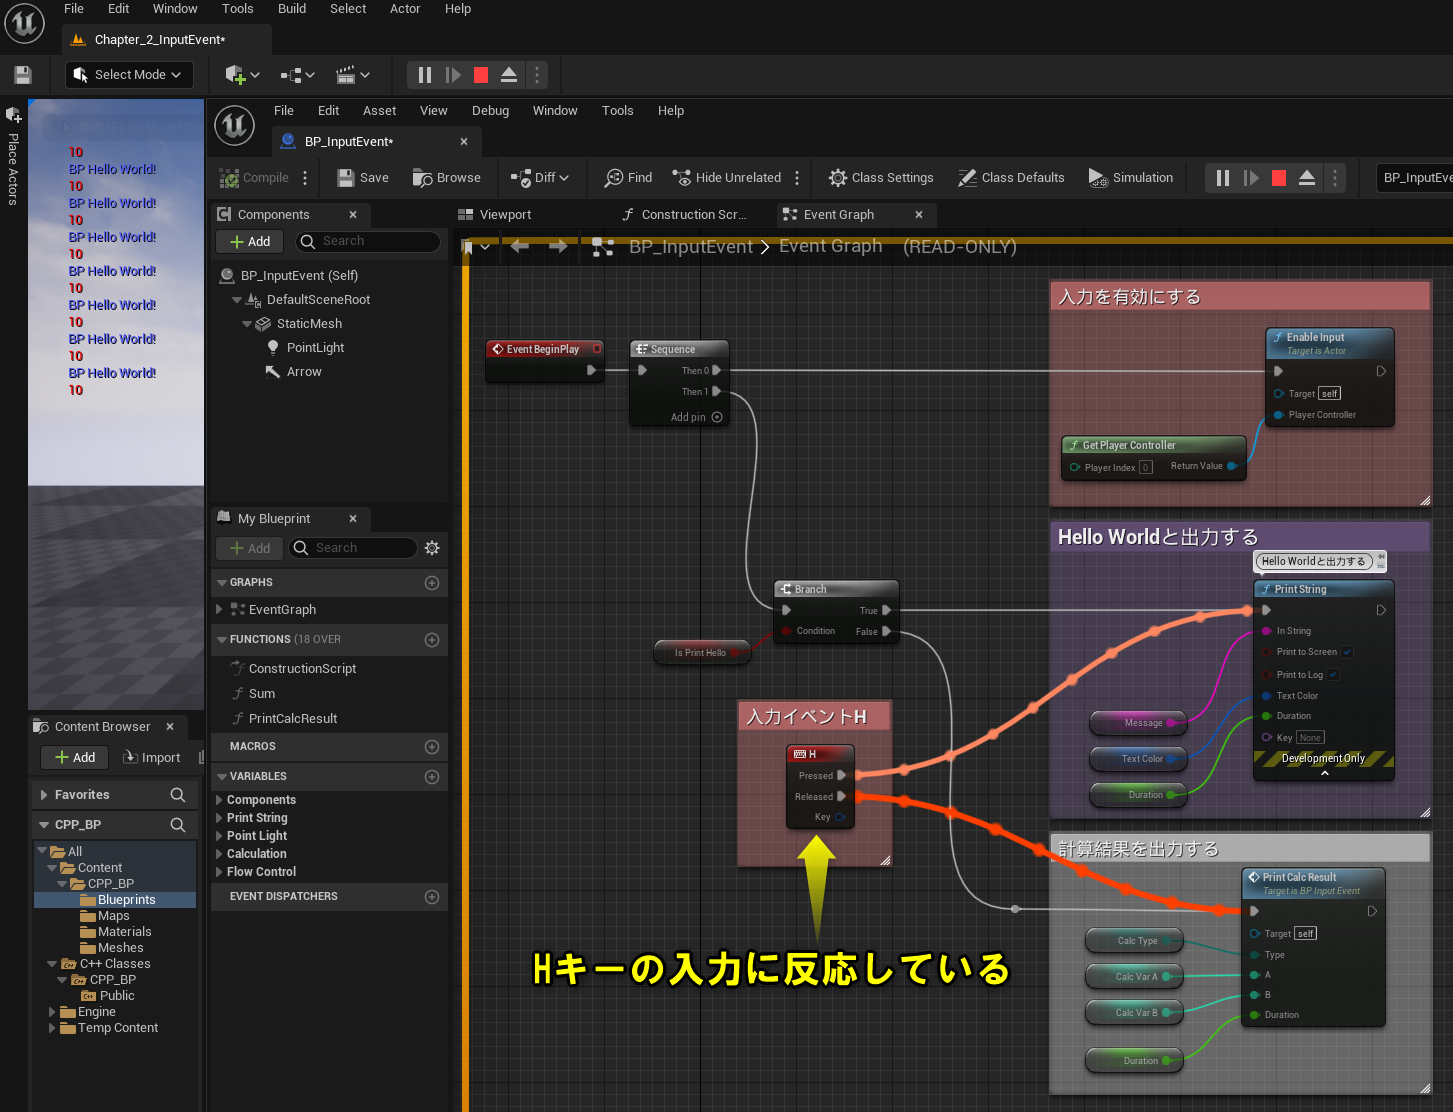 File Edit Window Tools Build Select Actor Help
Chapter_2_InputEvent*
Select Mode
Place Actors
10
BP Hello World!
10
BP Hello World!
10
BP Hello World!
10
BP Hello World!
10
BP Hello World!
10
BP Hello World!
10
BP Hello World!
10
File Edit Asset View Debug Window Tools Help
BP_InputEvent*
Compile Save Browse Diff Find Hide Unrelated Class Settings Class Defaults Simulation BP_InputEve
Components
Add Search
BP_InputEvent (Self)
DefaultSceneRoot
StaticMesh
PointLight
Arrow
My Blueprint
Add Search
GRAPHS
EventGraph
FUNCTIONS (18 OVER
ConstructionScript
Sum
PrintCalcResult
MACROS
VARIABLES
Components
Print String
Point Light
Calculation
Flow Control
EVENT DISPATCHERS
Content Browser
Add Import
Favorites
CPP_BP
All
Content
CPP_BP
Blueprints
Maps
Materials
Meshes
C++ Classes
CPP_BP
Public
Engine
Temp Content
Viewport Construction Scr... Event Graph
BP_InputEvent > Event Graph (READ-ONLY)
Event BeginPlay
Sequence
Then 0
Then 1
Add pin
入力を有効にする
Enable Input
Target is Actor
Target self
Player Controller
Get Player Controller
Player Index 0 Return Value
Hello Worldと出力する
Hello Worldと出力する
Print String
In String
Print to Screen
Print to Log
Text Color
Duration
Key None
Development Only
Message
Text Color
Duration
Branch
True
Condition False
Is Print Hello
入力イベントH
H
Pressed
Released
Key
Hキーの入力に反応している
計算結果を出力する
Print Calc Result
Target is BP Input Event
Target self
Type
A
B
Duration
Calc Type
Calc Var A
Calc Var B
Duration